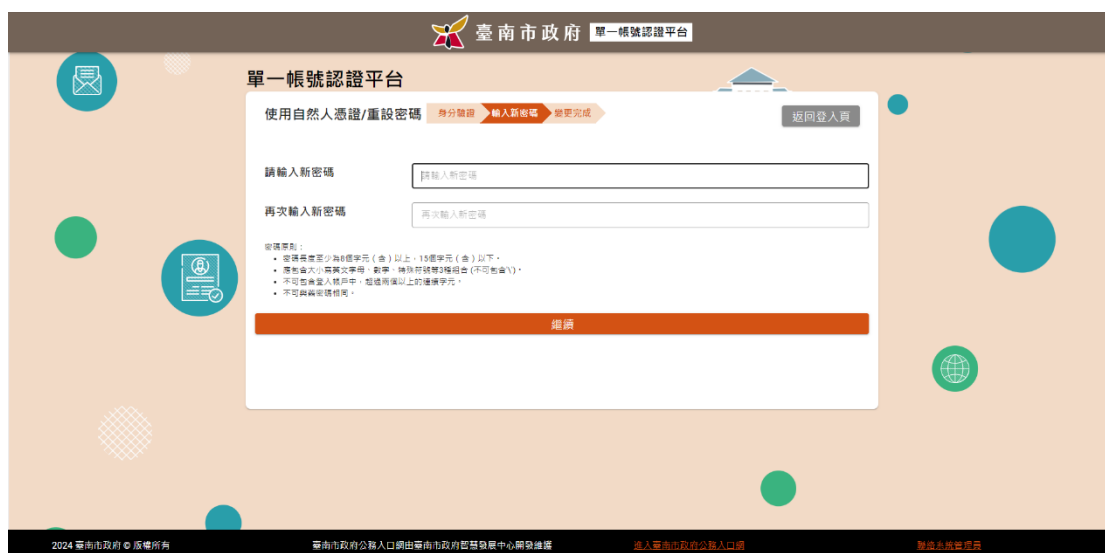 臺南市政府 單一帳號認證平台
單一帳號認證平台
使用自然人憑證/重設密碼 身分驗證 輸入新密碼 變更完成 返回登入頁
請輸入新密碼 請輸入新密碼
再次輸入新密碼 再次輸入新密碼
密碼原則：
密碼長度至少為8個字元（含）以上、15個字元（含）以下。
應包含大小寫英文字母、數字、特殊符號等3種組合(不可包含'\')。
不可包含登入帳戶中，超過兩個以上的連續字元。
不可與舊密碼相同。
繼續
2024 臺南市政府 © 版權所有 臺南市政府公務入口網由臺南市政府智慧發展中心開發維護 進入臺南市政府公務入口網 聯絡系統管理員